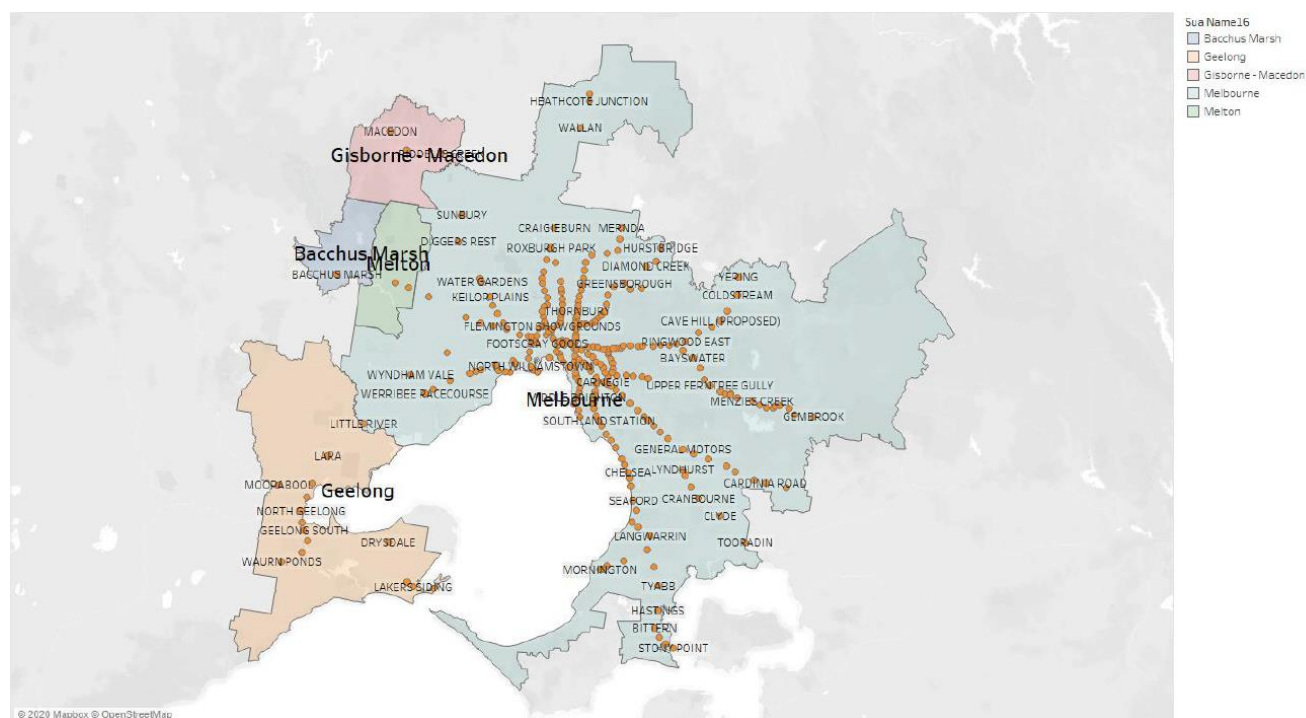 Sua Name16
Bacchus Marsh
Geelong
Gisborne - Macedon
Melbourne
Melton
HEATHCOTE JUNCTION
WALLAN
MACEDON
Gisborne - Macedon
SUNBURY
CRAIGIEBURN MERNDA
DIGGERS REST
ROXBURGH PARK
HURSTBRIDGE
Bacchus Marsh
Melton
DIAMOND CREEK
BACCHUS MARSH
WATER GARDENS
GREENSBOROUGH
YERING
KEILOR PLAINS
COLDSTREAM
THORNBURY
FLEMINGTON SHOWGROUNDS
CAVE HILL (PROPOSED)
FOOTSCRAY GOODS
RINGWOOD EAST
BAYSWATER
NORTH WILLIAMSTOWN
WYNDHAM VALE
CARNEGIE
UPPER FERNTREE GULLY
WERRIBEE RACECOURSE
Melbourne
MENZIES CREEK
GEMBROOK
LITTLE RIVER
SOUTHLAND STATION
GENERAL MOTORS
LARA
CHELSEA
LYNDHURST
CARDINIA ROAD
MOORABOOL
Geelong
SEAFORD
CRANBOURNE
NORTH GEELONG
CLYDE
GEELONG SOUTH
LANGWARRIN
DRYSDALE
TOORADIN
WAURN PONDS
MORNINGTON
LAKERS SIDING
TYABB
HASTINGS
BITTERN
STONY POINT
© 2020 Mapbox © OpenStreetMap